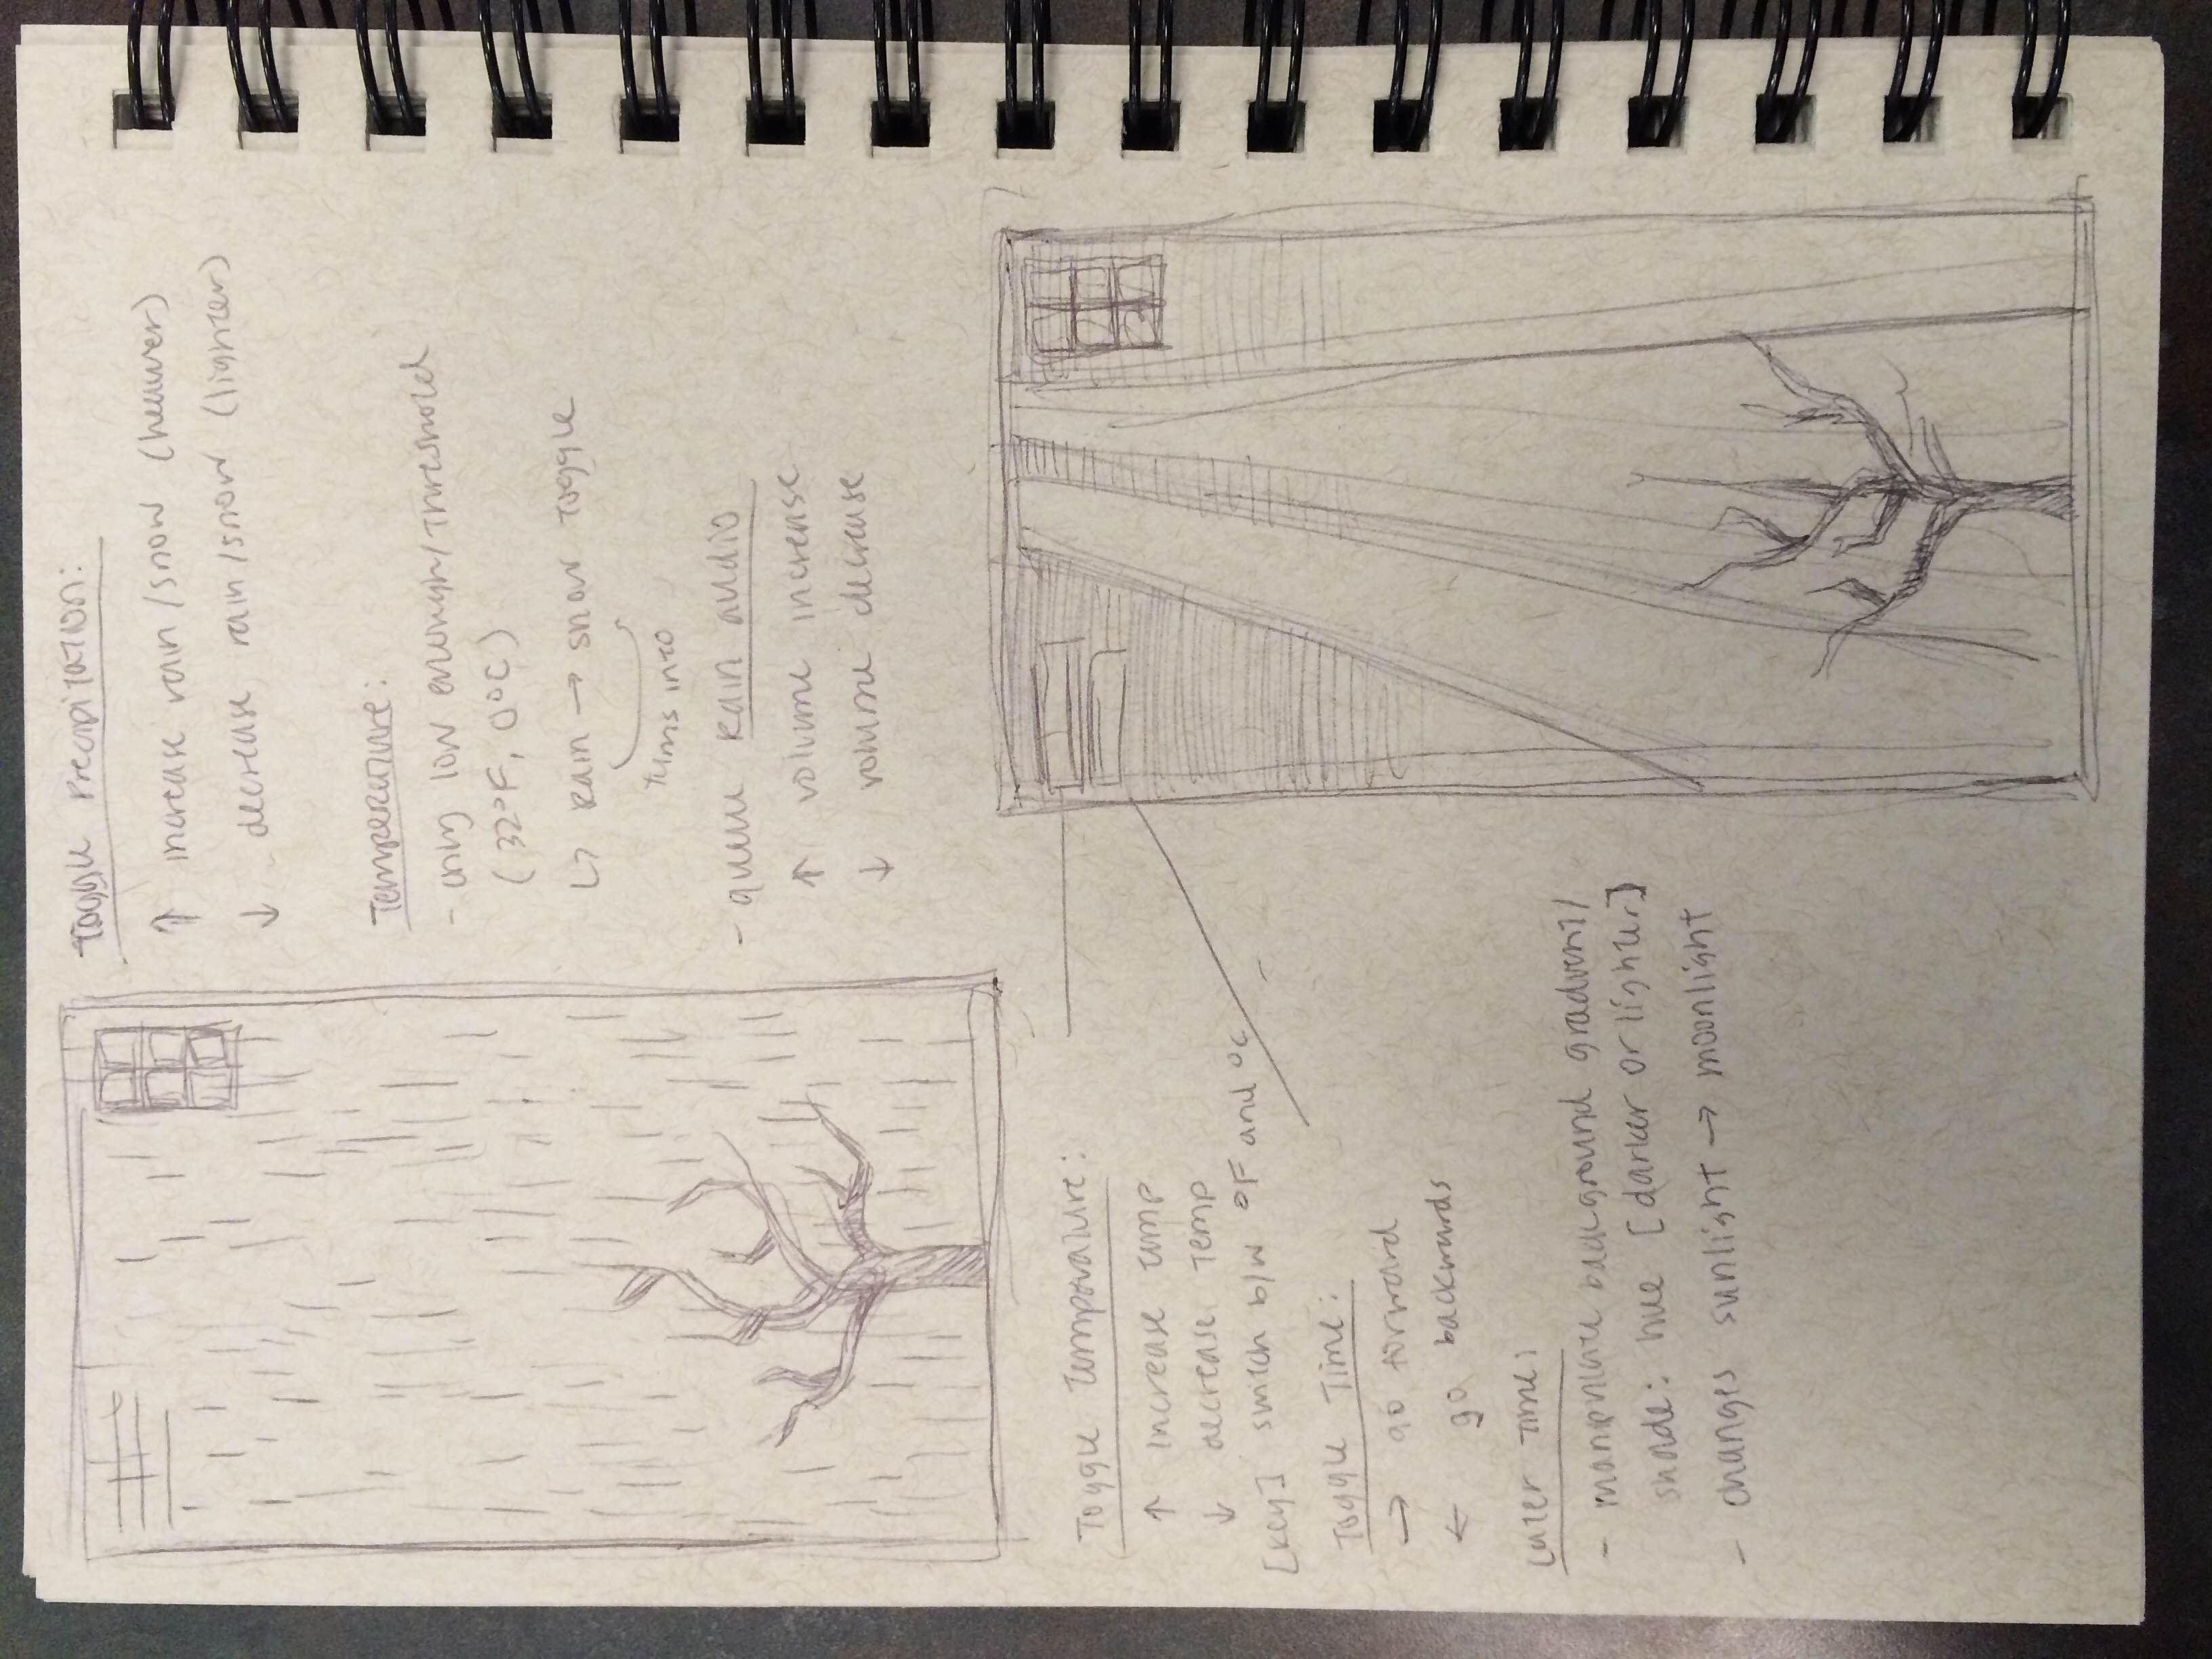 Toggle Precipitation:
↑ increase rain/snow (heavier)
↓ decrease rain/snow (lighter)
Temperature:
- only low enough/threshold
(32°F, 0°C)
↳ Rain → snow toggle
turns into
- queue Rain audio
↑ volume increase
↓ volume decrease
Toggle Temperature:
↑ increase temp
↓ decrease temp
[key] switch b/w °F and °C
Toggle Time:
→ go forward
← go backwards
Later Time:
- manipulate background gradient/
shade: hue [darker or lighter]
- changes sunlight → moonlight